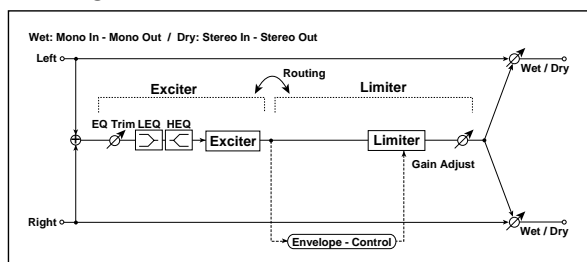 Wet: Mono In - Mono Out / Dry: Stereo In - Stereo Out
Left
Wet / Dry
Routing
Exciter
Limiter
EQ Trim LEQ HEQ
Exciter
Limiter
Gain Adjust
Right
Wet / Dry
Envelope - Control